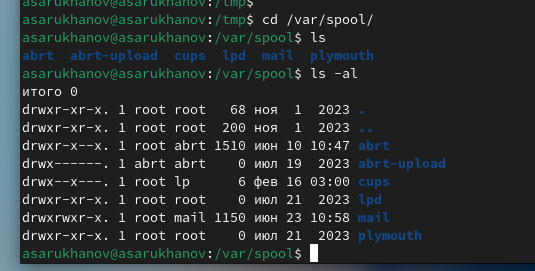 asarukhanov@asarukhanov:/tmp$
asarukhanov@asarukhanov:/tmp$ cd /var/spool/
asarukhanov@asarukhanov:/var/spool$ ls
abrt  abrt-upload  cups  lpd  mail  plymouth
asarukhanov@asarukhanov:/var/spool$ ls -al
итого 0
drwxr-xr-x. 1 root root   68 ноя  1  2023 .
drwxr-xr-x. 1 root root  200 ноя  1  2023 ..
drwxr-xr-x. 1 root abrt 1510 июн 10 10:47 abrt
drwx------. 1 abrt abrt    0 июл 19  2023 abrt-upload
drwx--x---. 1 root lp      6 фев 16 03:00 cups
drwxr-xr-x. 1 root root    0 июл 21  2023 lpd
drwxrwxr-x. 1 root mail 1150 июн 23 10:58 mail
drwxr-xr-x. 1 root root    0 июл 21  2023 plymouth
asarukhanov@asarukhanov:/var/spool$